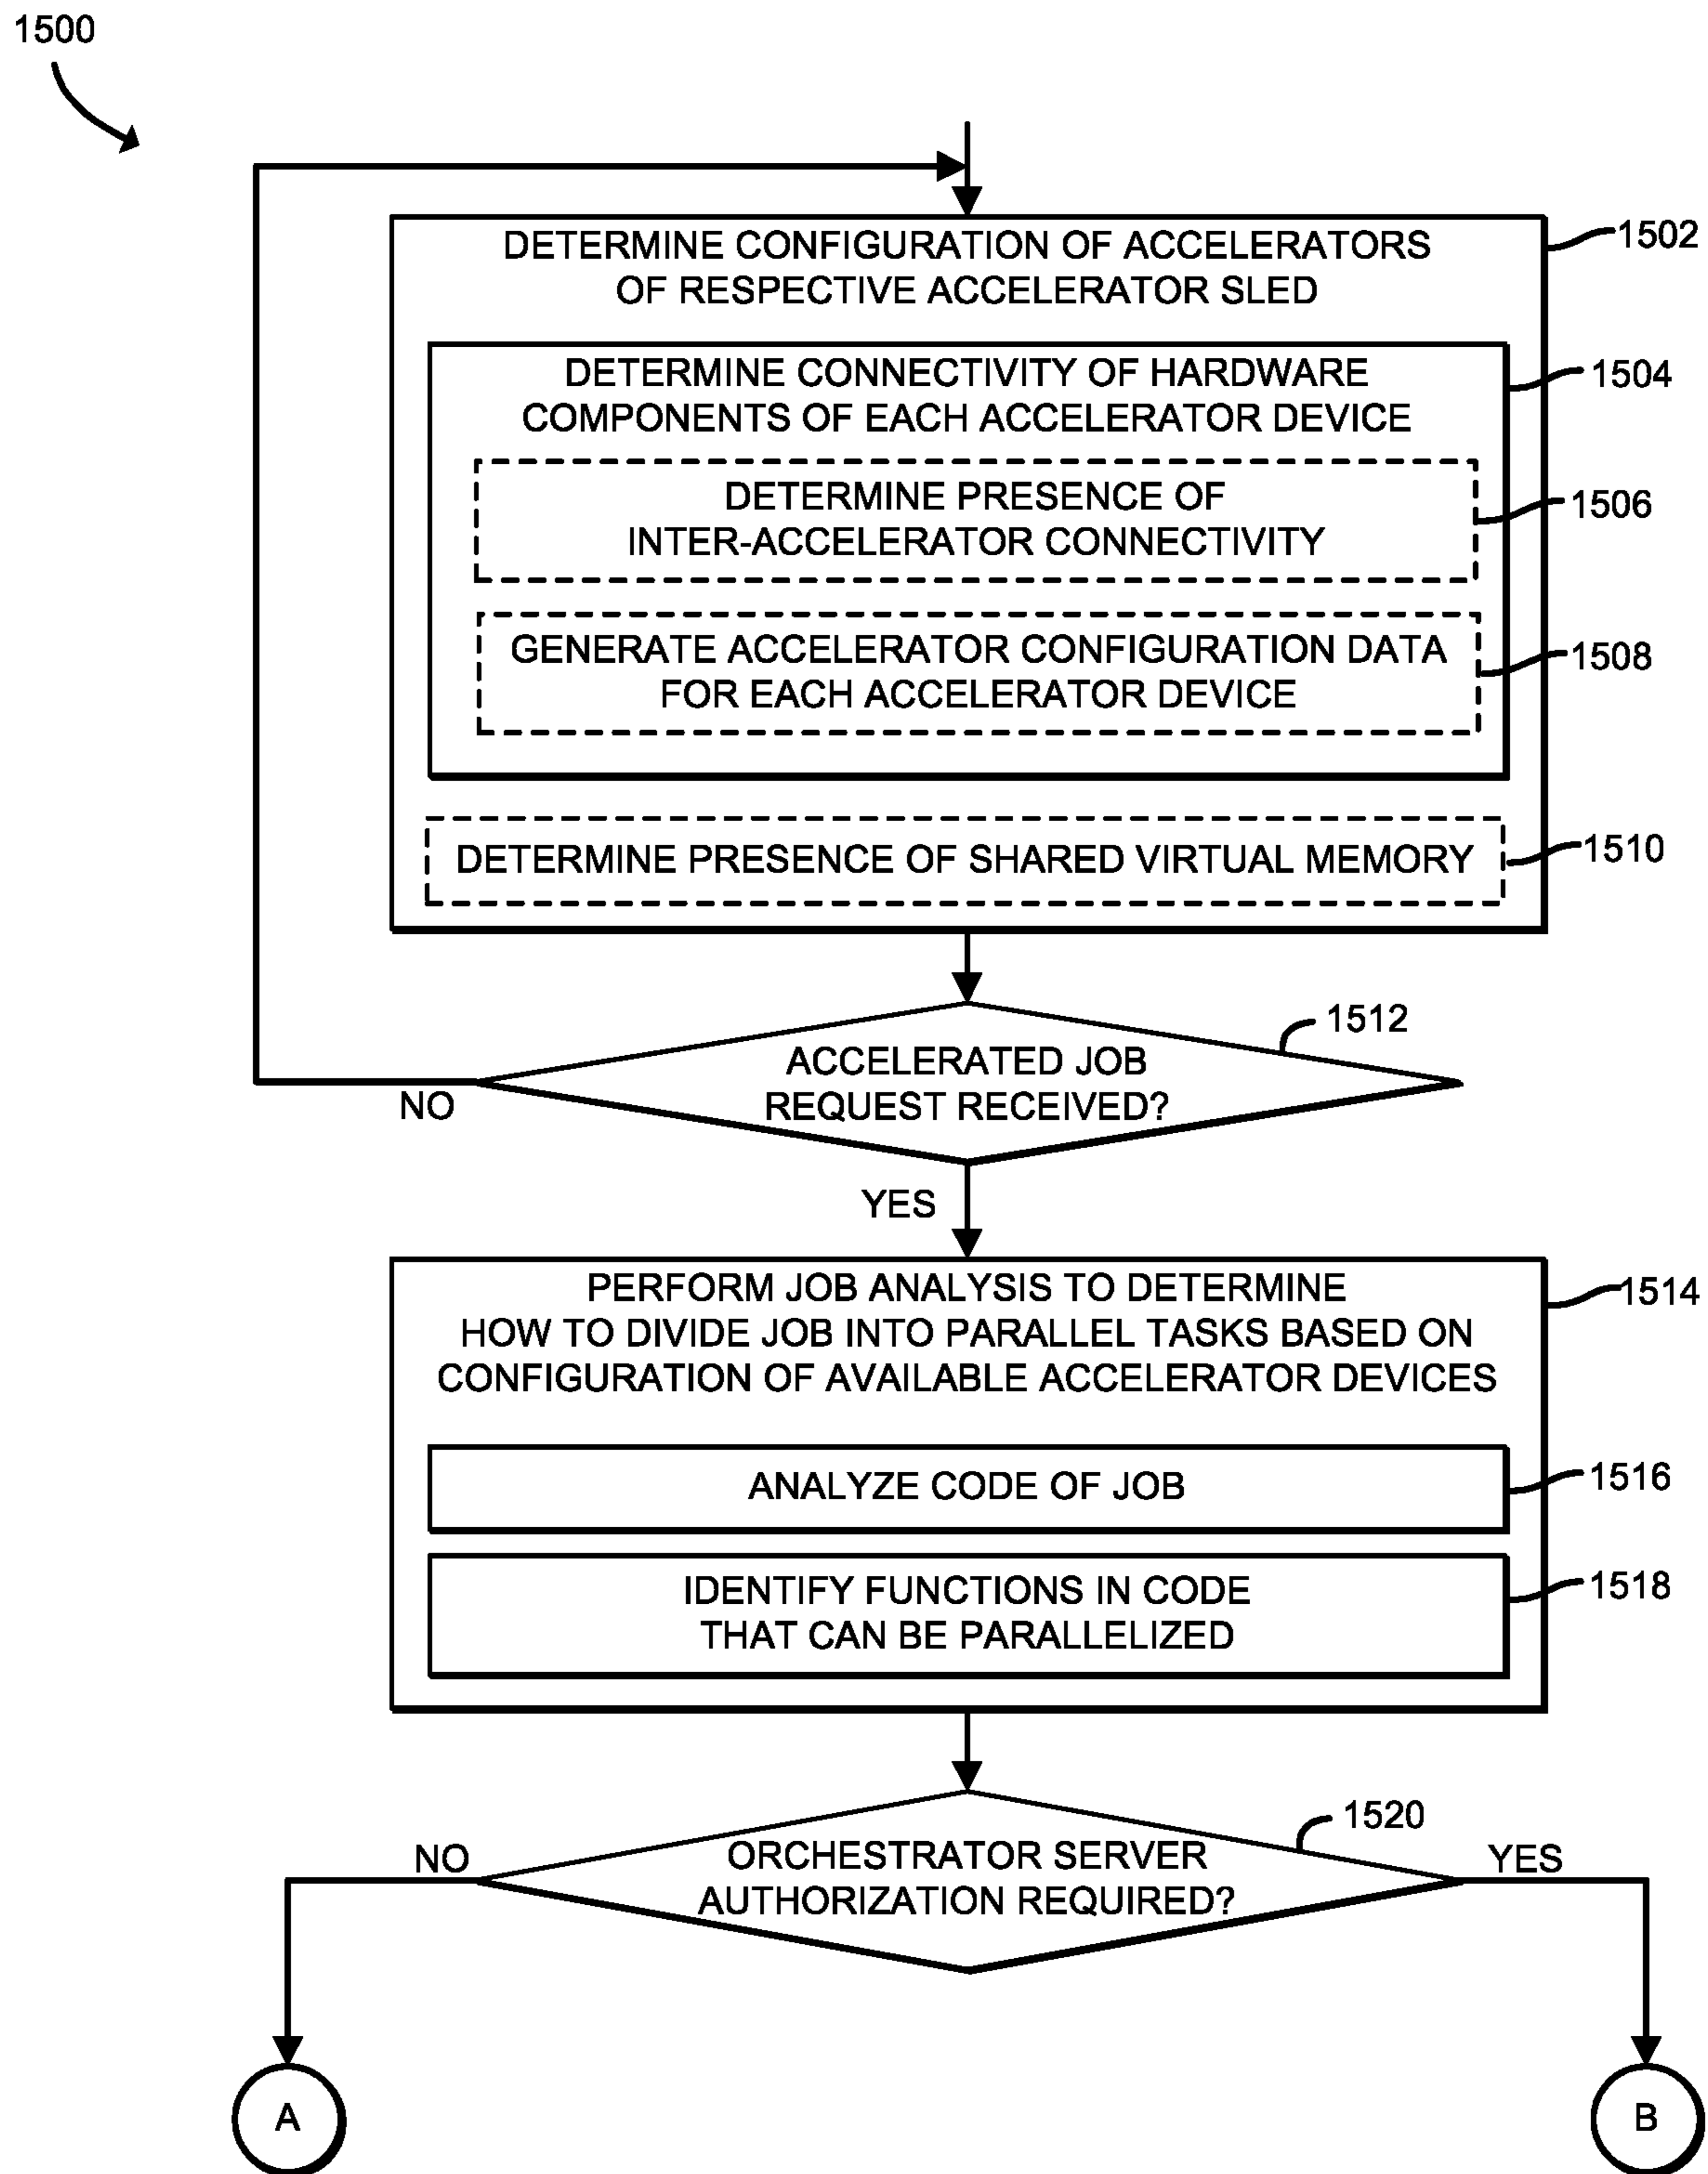 1500
DETERMINE CONFIGURATION OF ACCELERATORS
OF RESPECTIVE ACCELERATOR SLED
1502
DETERMINE CONNECTIVITY OF HARDWARE
COMPONENTS OF EACH ACCELERATOR DEVICE
1504
DETERMINE PRESENCE OF
INTER-ACCELERATOR CONNECTIVITY
1506
GENERATE ACCELERATOR CONFIGURATION DATA
FOR EACH ACCELERATOR DEVICE
1508
DETERMINE PRESENCE OF SHARED VIRTUAL MEMORY
1510
1512
ACCELERATED JOB
REQUEST RECEIVED?
NO
YES
PERFORM JOB ANALYSIS TO DETERMINE
HOW TO DIVIDE JOB INTO PARALLEL TASKS BASED ON
CONFIGURATION OF AVAILABLE ACCELERATOR DEVICES
1514
ANALYZE CODE OF JOB
1516
IDENTIFY FUNCTIONS IN CODE
THAT CAN BE PARALLELIZED
1518
1520
ORCHESTRATOR SERVER
AUTHORIZATION REQUIRED?
NO
YES
A
B